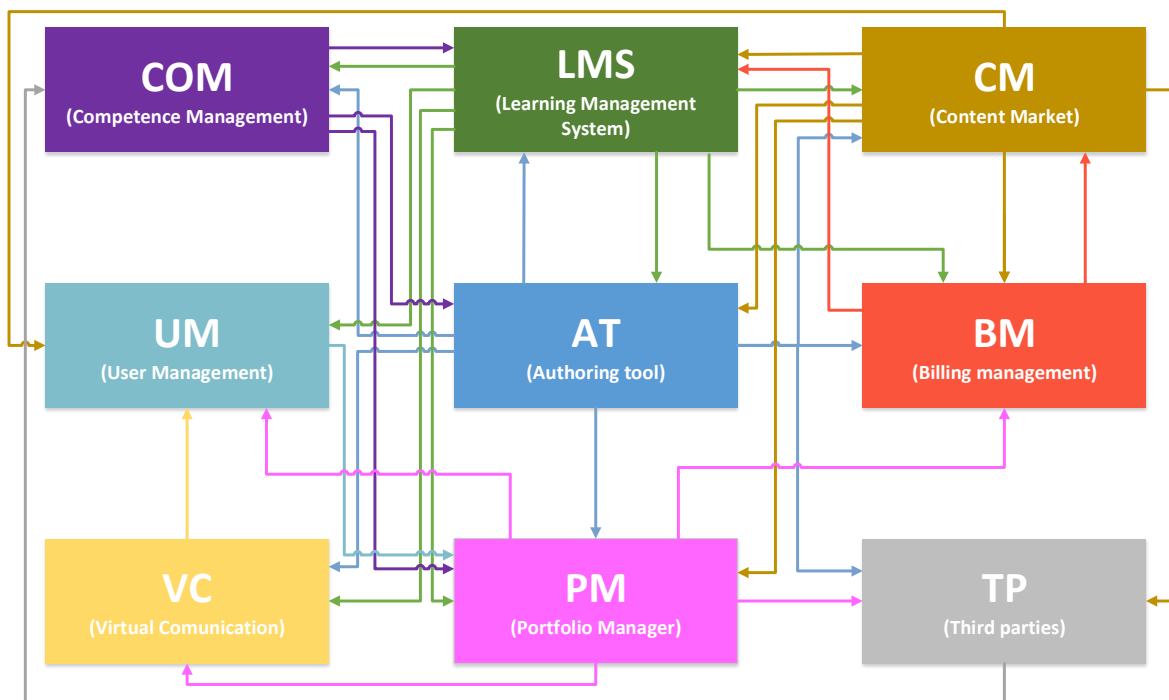 COM
(Competence Management)
LMS
(Learning Management
System)
CM
(Content Market)
UM
(User Management)
AT
(Authoring tool)
BM
(Billing management)
VC
(Virtual Comunication)
PM
(Portfolio Manager)
TP
(Third parties)